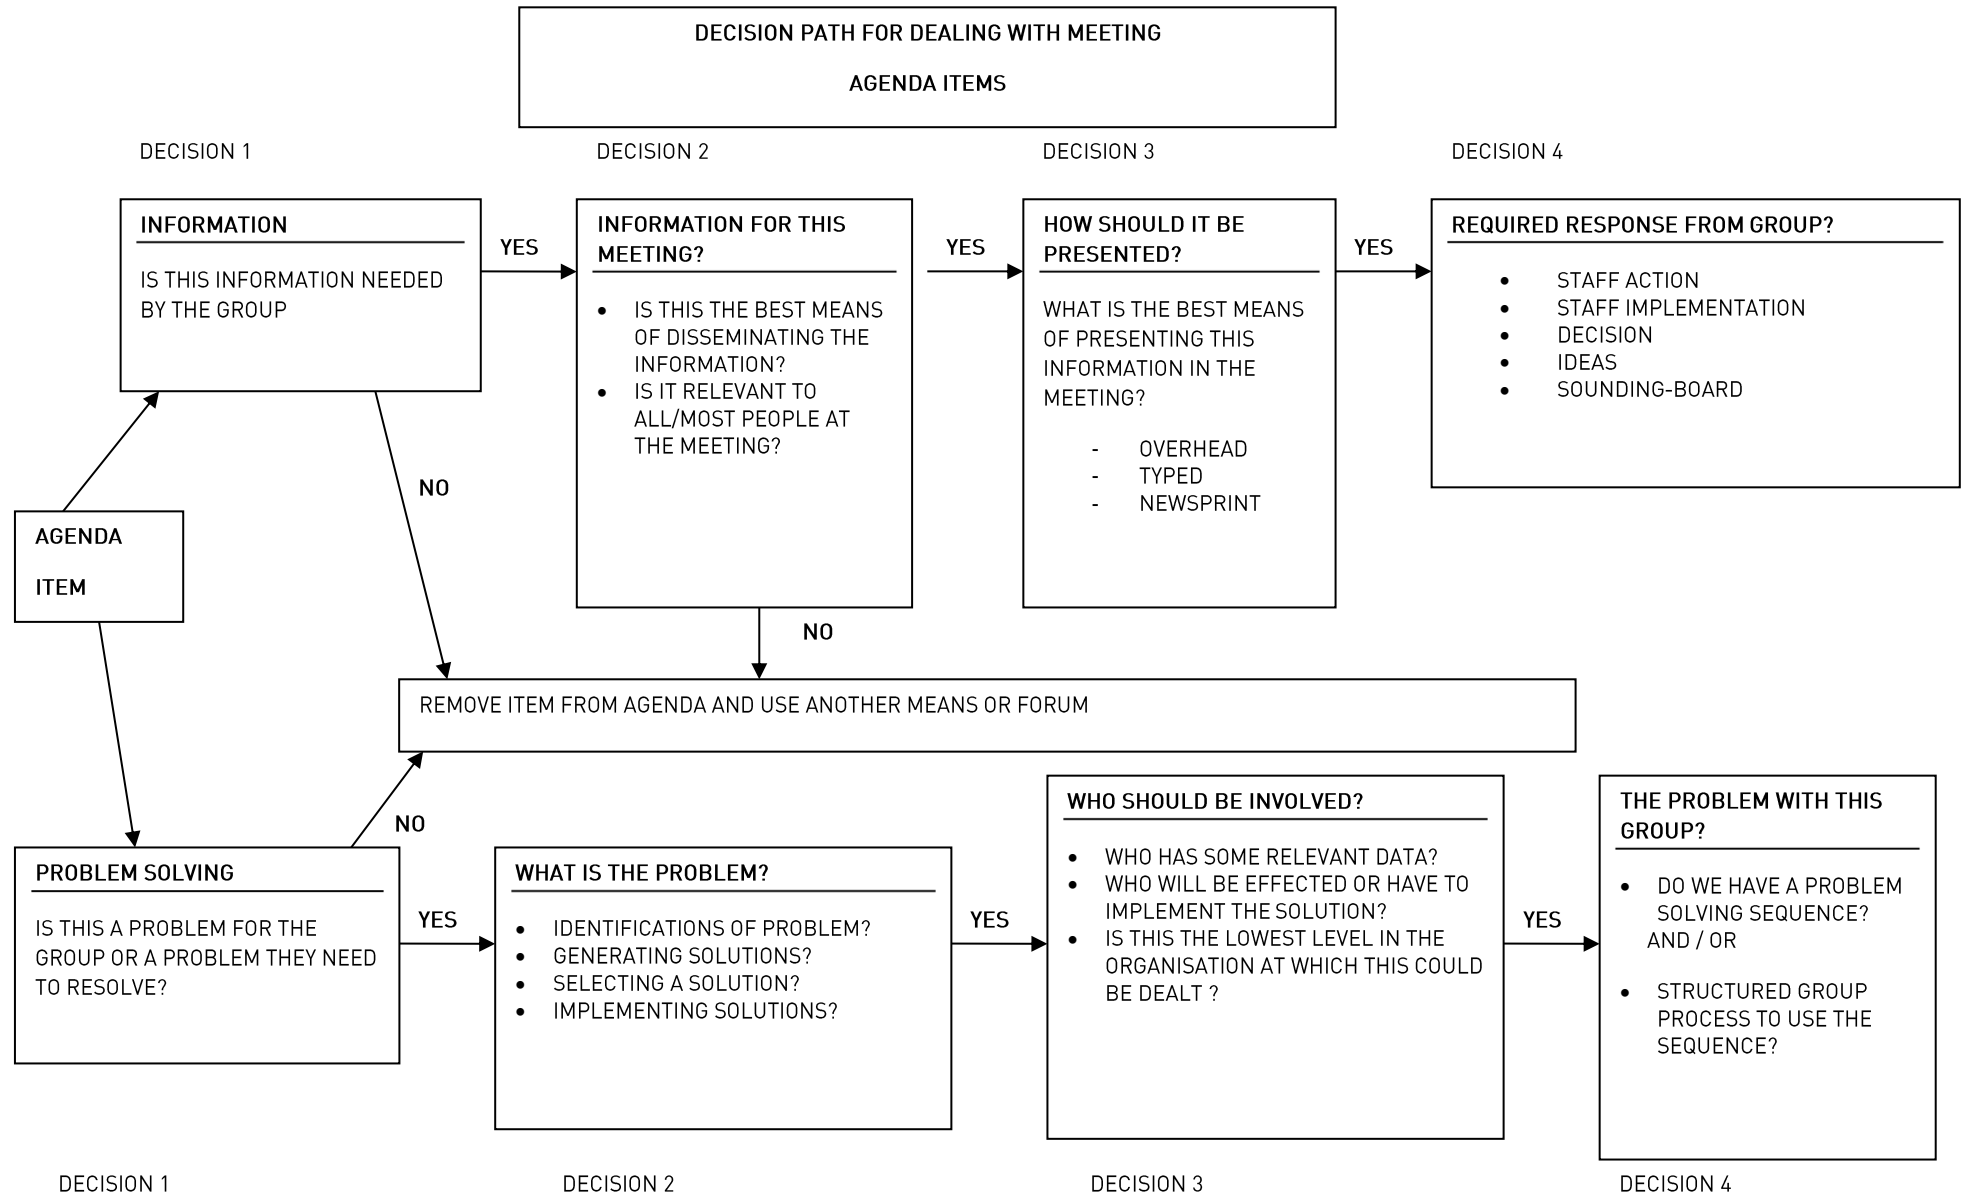 DECISION PATH FOR DEALING WITH MEETING
AGENDA ITEMS
DECISION 1
DECISION 2
DECISION 3
DECISION 4
INFORMATION
IS THIS INFORMATION NEEDED
BY THE GROUP
YES
INFORMATION FOR THIS
MEETING?
• IS THIS THE BEST MEANS
OF DISSEMINATING THE
INFORMATION?
• IS IT RELEVANT TO
ALL/MOST PEOPLE AT
THE MEETING?
YES
HOW SHOULD IT BE
PRESENTED?
WHAT IS THE BEST MEANS
OF PRESENTING THIS
INFORMATION IN THE
MEETING?
- OVERHEAD
- TYPED
- NEWSPRINT
YES
REQUIRED RESPONSE FROM GROUP?
• STAFF ACTION
• STAFF IMPLEMENTATION
• DECISION
• IDEAS
• SOUNDING-BOARD
NO
AGENDA
ITEM
NO
REMOVE ITEM FROM AGENDA AND USE ANOTHER MEANS OR FORUM
NO
PROBLEM SOLVING
IS THIS A PROBLEM FOR THE
GROUP OR A PROBLEM THEY NEED
TO RESOLVE?
YES
WHAT IS THE PROBLEM?
• IDENTIFICATIONS OF PROBLEM?
• GENERATING SOLUTIONS?
• SELECTING A SOLUTION?
• IMPLEMENTING SOLUTIONS?
YES
WHO SHOULD BE INVOLVED?
• WHO HAS SOME RELEVANT DATA?
• WHO WILL BE EFFECTED OR HAVE TO
IMPLEMENT THE SOLUTION?
• IS THIS THE LOWEST LEVEL IN THE
ORGANISATION AT WHICH THIS COULD
BE DEALT ?
YES
THE PROBLEM WITH THIS
GROUP?
• DO WE HAVE A PROBLEM
SOLVING SEQUENCE?
AND / OR
• STRUCTURED GROUP
PROCESS TO USE THE
SEQUENCE?
DECISION 1
DECISION 2
DECISION 3
DECISION 4